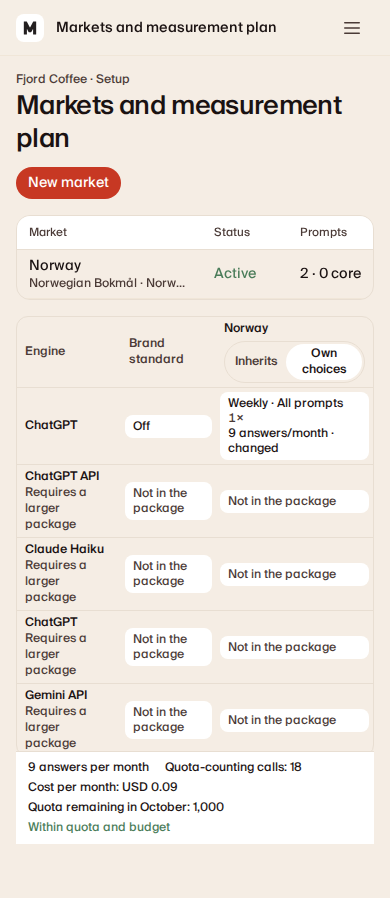 M Markets and measurement plan
Fjord Coffee · Setup
Markets and measurement
plan
New market
Market Status Prompts
Norway
Norwegian Bokmål · Norw...
Active
2 · 0 core
Engine
Brand
standard
Norway
Inherits
Own
choices
ChatGPT
Off
Weekly · All prompts
1×
9 answers/month ·
changed
ChatGPT API
Requires a
larger
package
Not in the
package
Not in the package
Claude Haiku
Requires a
larger
package
Not in the
package
Not in the package
ChatGPT
Requires a
larger
package
Not in the
package
Not in the package
Gemini API
Requires a
larger
package
Not in the
package
Not in the package
9 answers per month Quota-counting calls: 18
Cost per month: USD 0.09
Quota remaining in October: 1,000
Within quota and budget